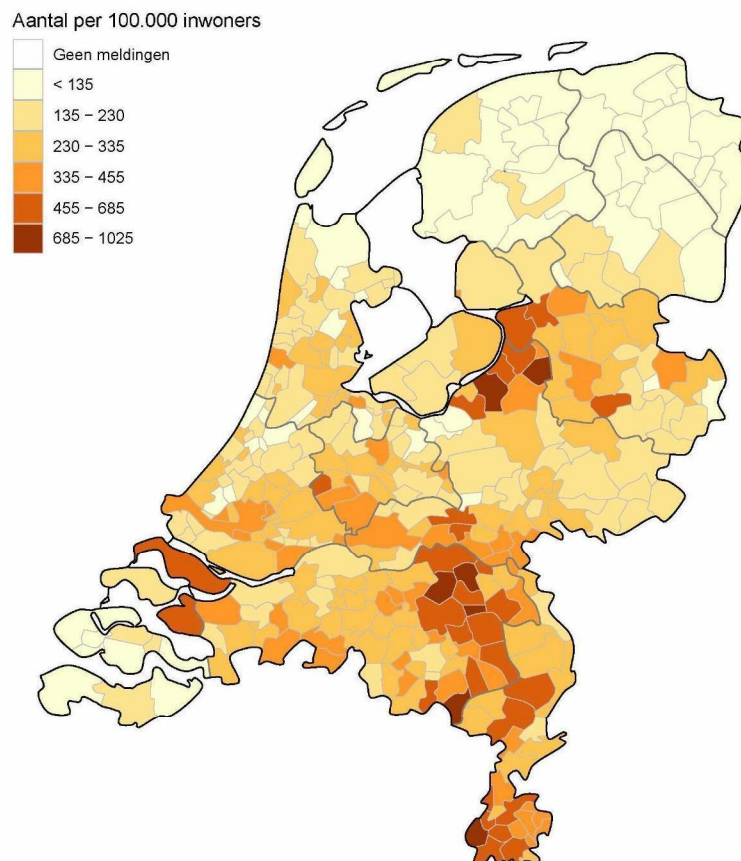 Aantal per 100.000 inwoners
Geen meldingen
< 135
135 − 230
230 − 335
335 − 455
455 − 685
685 − 1025